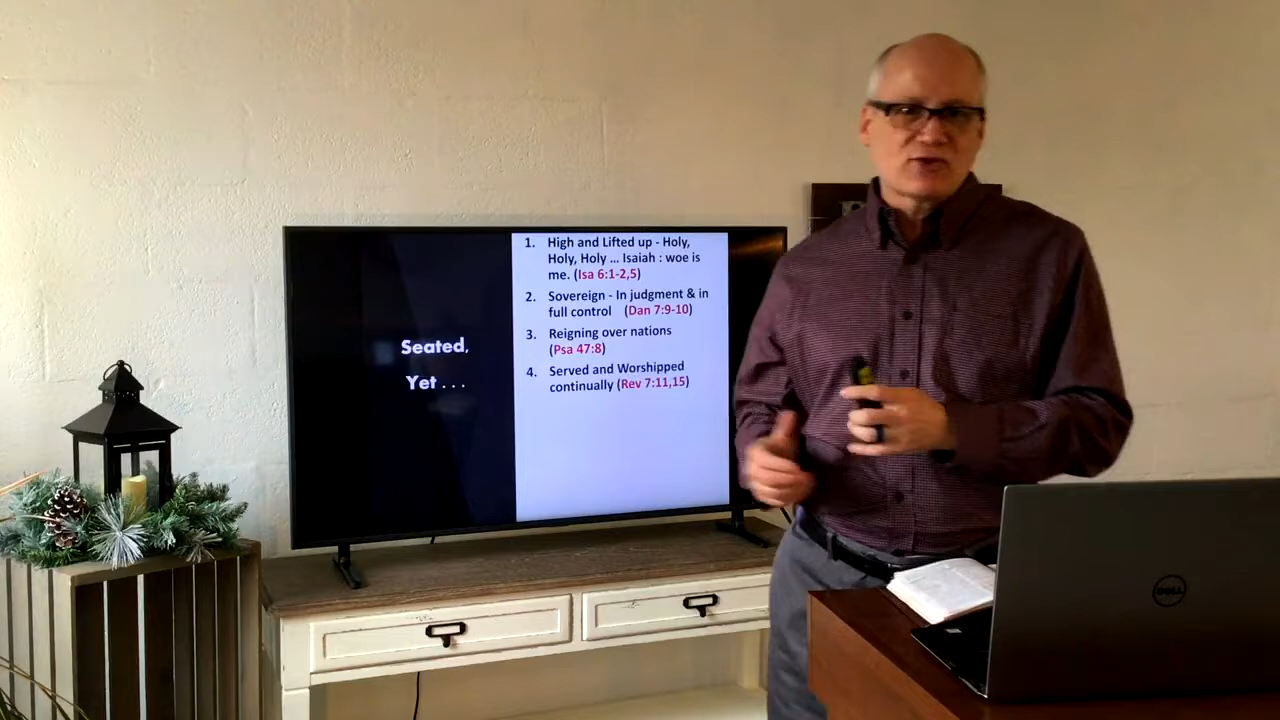 Seated,
Yet . . .
1. High and Lifted up - Holy,
Holy, Holy ... Isaiah : woe is
me. (Isa 6:1-2,5)
2. Sovereign - In judgment & in
full control (Dan 7:9-10)
3. Reigning over nations
(Psa 47:8)
4. Served and Worshipped
continually (Rev 7:11,15)
DELL